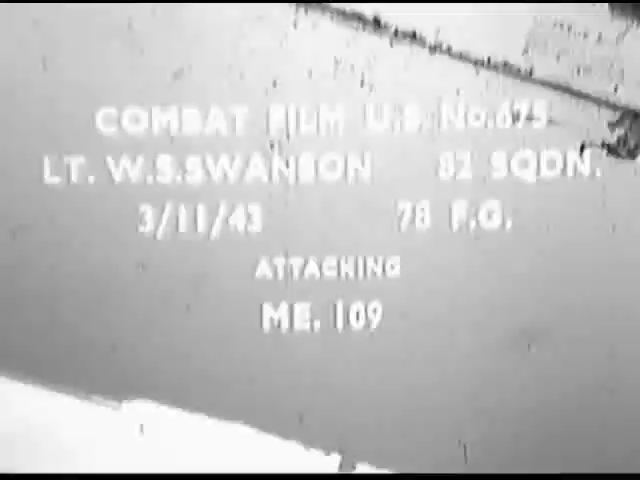 COMBAT FILM U.S. No.675
LT. W.S.SWANSON 82 SQDN.
3/11/43 78 F.G.
ATTACKING
ME. 109